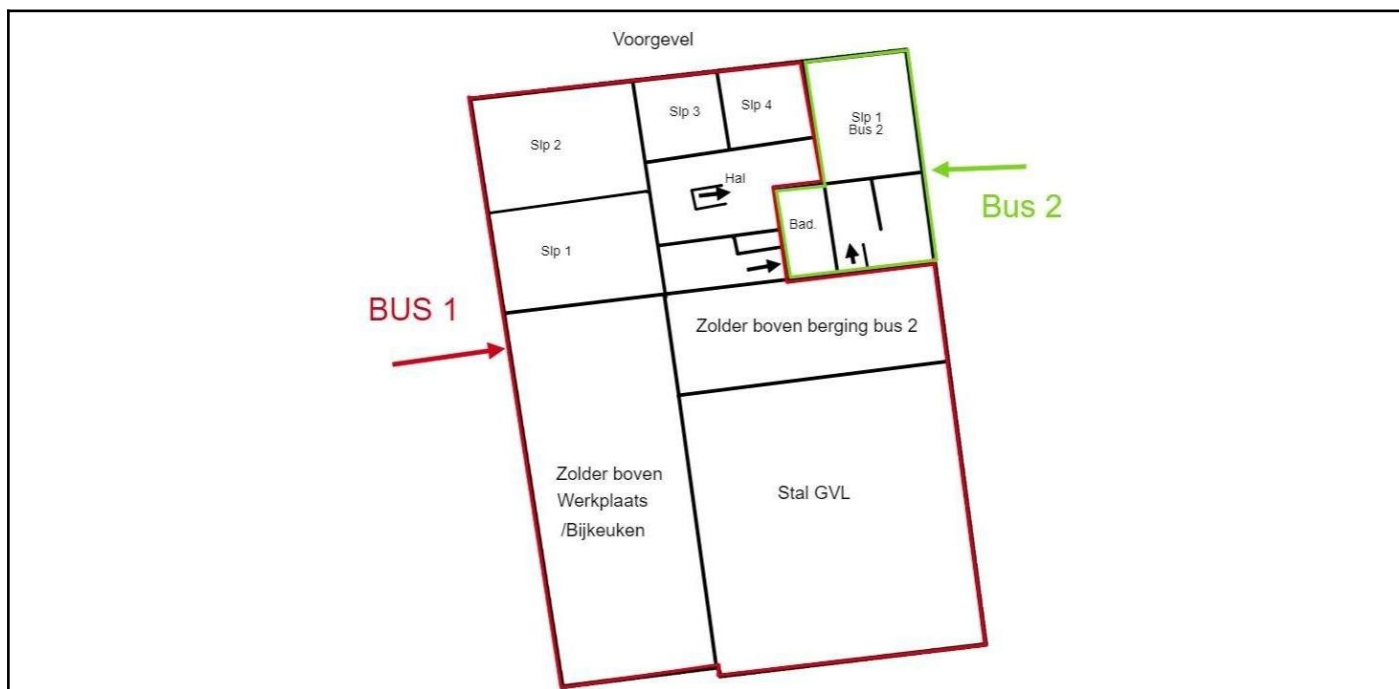 Voorgevel
Slp 3
Slp 4
Slp 1
Bus 2
Slp 2
Hal
Bus 2
Bad.
Slp 1
BUS 1
Zolder boven berging bus 2
Zolder boven
Werkplaats
/Bijkeuken
Stal GVL